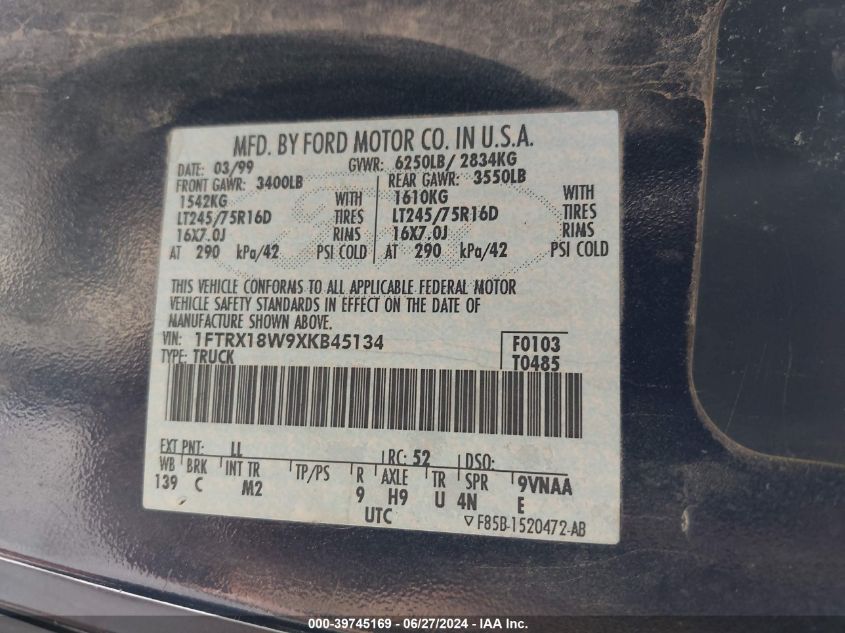 MFD. BY FORD MOTOR CO. IN U.S.A.
DATE: 03/99 GVWR: 6250LB/ 2834KG
FRONT GAWR: 3400LB REAR GAWR: 3550LB
1542KG WITH 1610KG WITH
LT245/75R16D TIRES LT245/75R16D TIRES
16X7.0J RIMS 16X7.0J RIMS
AT 290 kPa/42 PSI COLD AT 290 kPa/42 PSI COLD
THIS VEHICLE CONFORMS TO ALL APPLICABLE FEDERAL MOTOR
VEHICLE SAFETY STANDARDS IN EFFECT ON THE DATE OF
MANUFACTURE SHOWN ABOVE.
VIN: 1FTRX18W9XKB45134 F0103
TYPE: TRUCK T0485
EXT PNT: LL RC: 52 DSO:
WB BRK INT TR TP/PS R AXLE TR SPR 9VNAA
139 C M2 9 H9 U 4N E
UTC ▽ F85B-1520472-AB
000-39745169 - 06/27/2024 - IAA Inc.